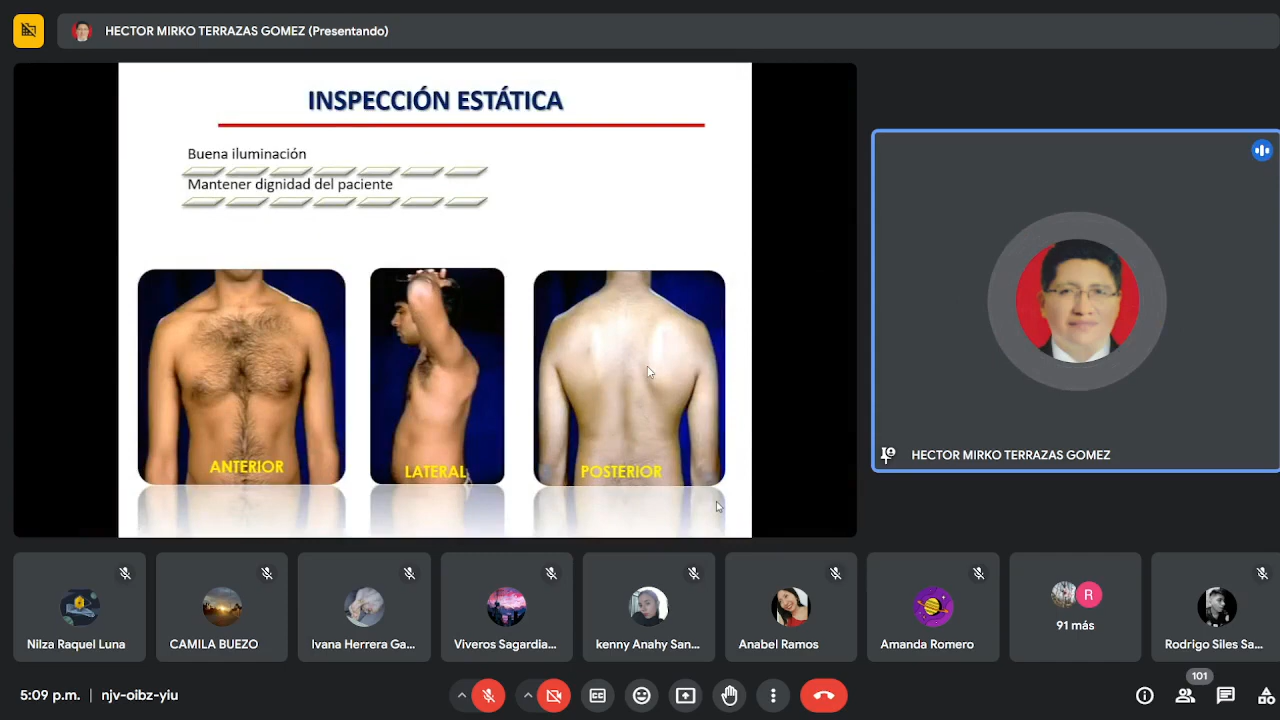 HECTOR MIRKO TERRAZAS GOMEZ (Presentando)
INSPECCIÓN ESTÁTICA
Buena iluminación
Mantener dignidad del paciente
ANTERIOR
LATERAL
POSTERIOR
HECTOR MIRKO TERRAZAS GOMEZ
Nilza Raquel Luna
CAMILA BUEZO
Ivana Herrera Ga...
Viveros Sagardia...
kenny Anahy San...
Anabel Ramos
Amanda Romero
R
91 más
Rodrigo Siles Sa...
5:09 p.m. | njv-oibz-yiu
101